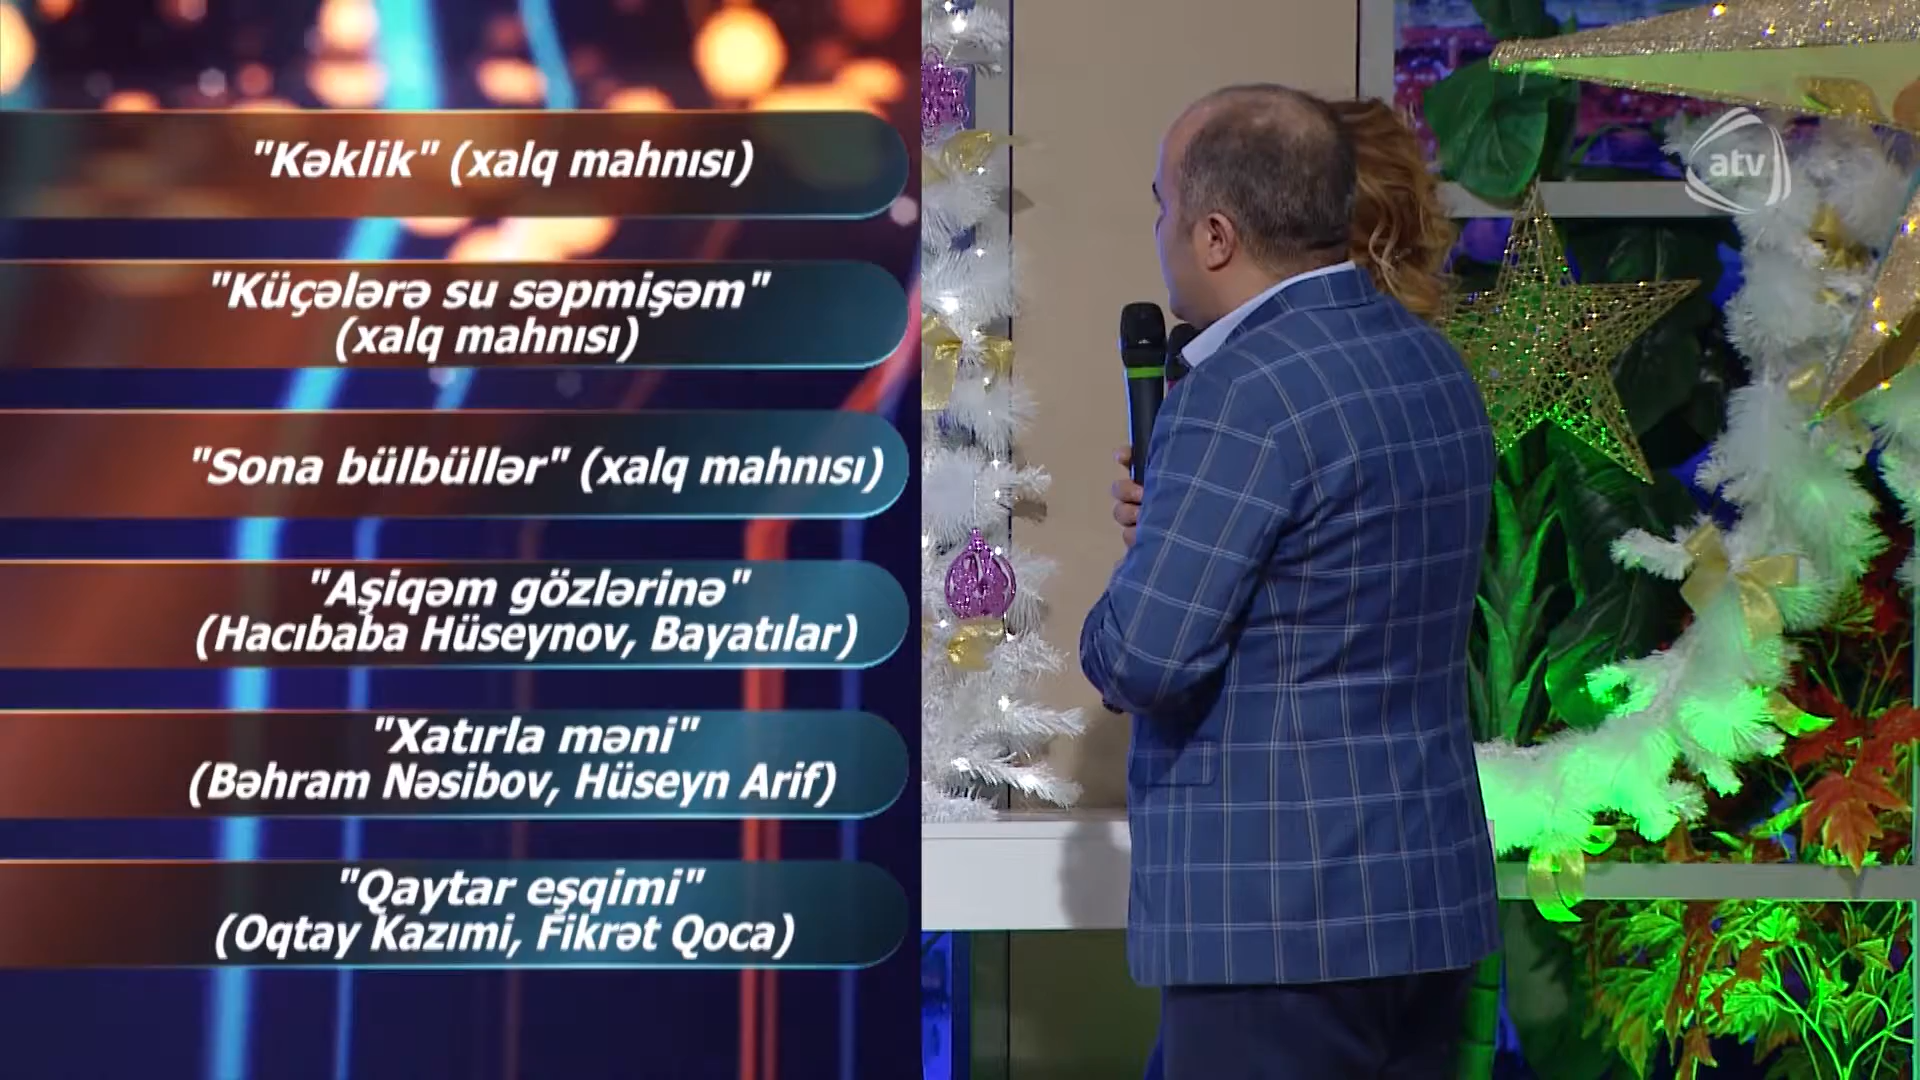 "Kəklik" (xalq mahnısı)
"Küçələrə su səpmişəm"
(xalq mahnısı)
"Sona bülbüllər" (xalq mahnısı)
"Aşiqəm gözlərinə"
(Hacıbaba Hüseynov, Bayatılar)
"Xatırla məni"
(Bəhram Nəsibov, Hüseyn Arif)
"Qaytar eşqimi"
(Oqtay Kazımi, Fikrət Qoca)
atv